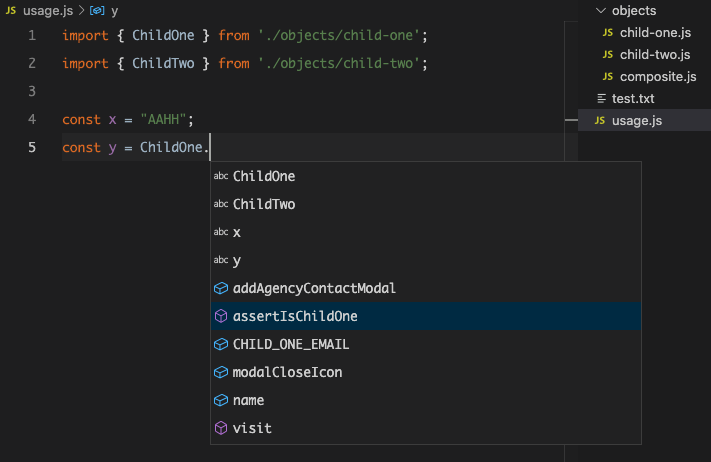 JS usage.js > y
1 import { ChildOne } from './objects/child-one';
2 import { ChildTwo } from './objects/child-two';
3
4 const x = "AAHH";
5 const y = ChildOne.
abc ChildOne
abc ChildTwo
abc x
abc y
addAgencyContactModal
assertIsChildOne
CHILD_ONE_EMAIL
modalCloseIcon
name
visit
objects
JS child-one.js
JS child-two.js
JS composite.js
test.txt
JS usage.js